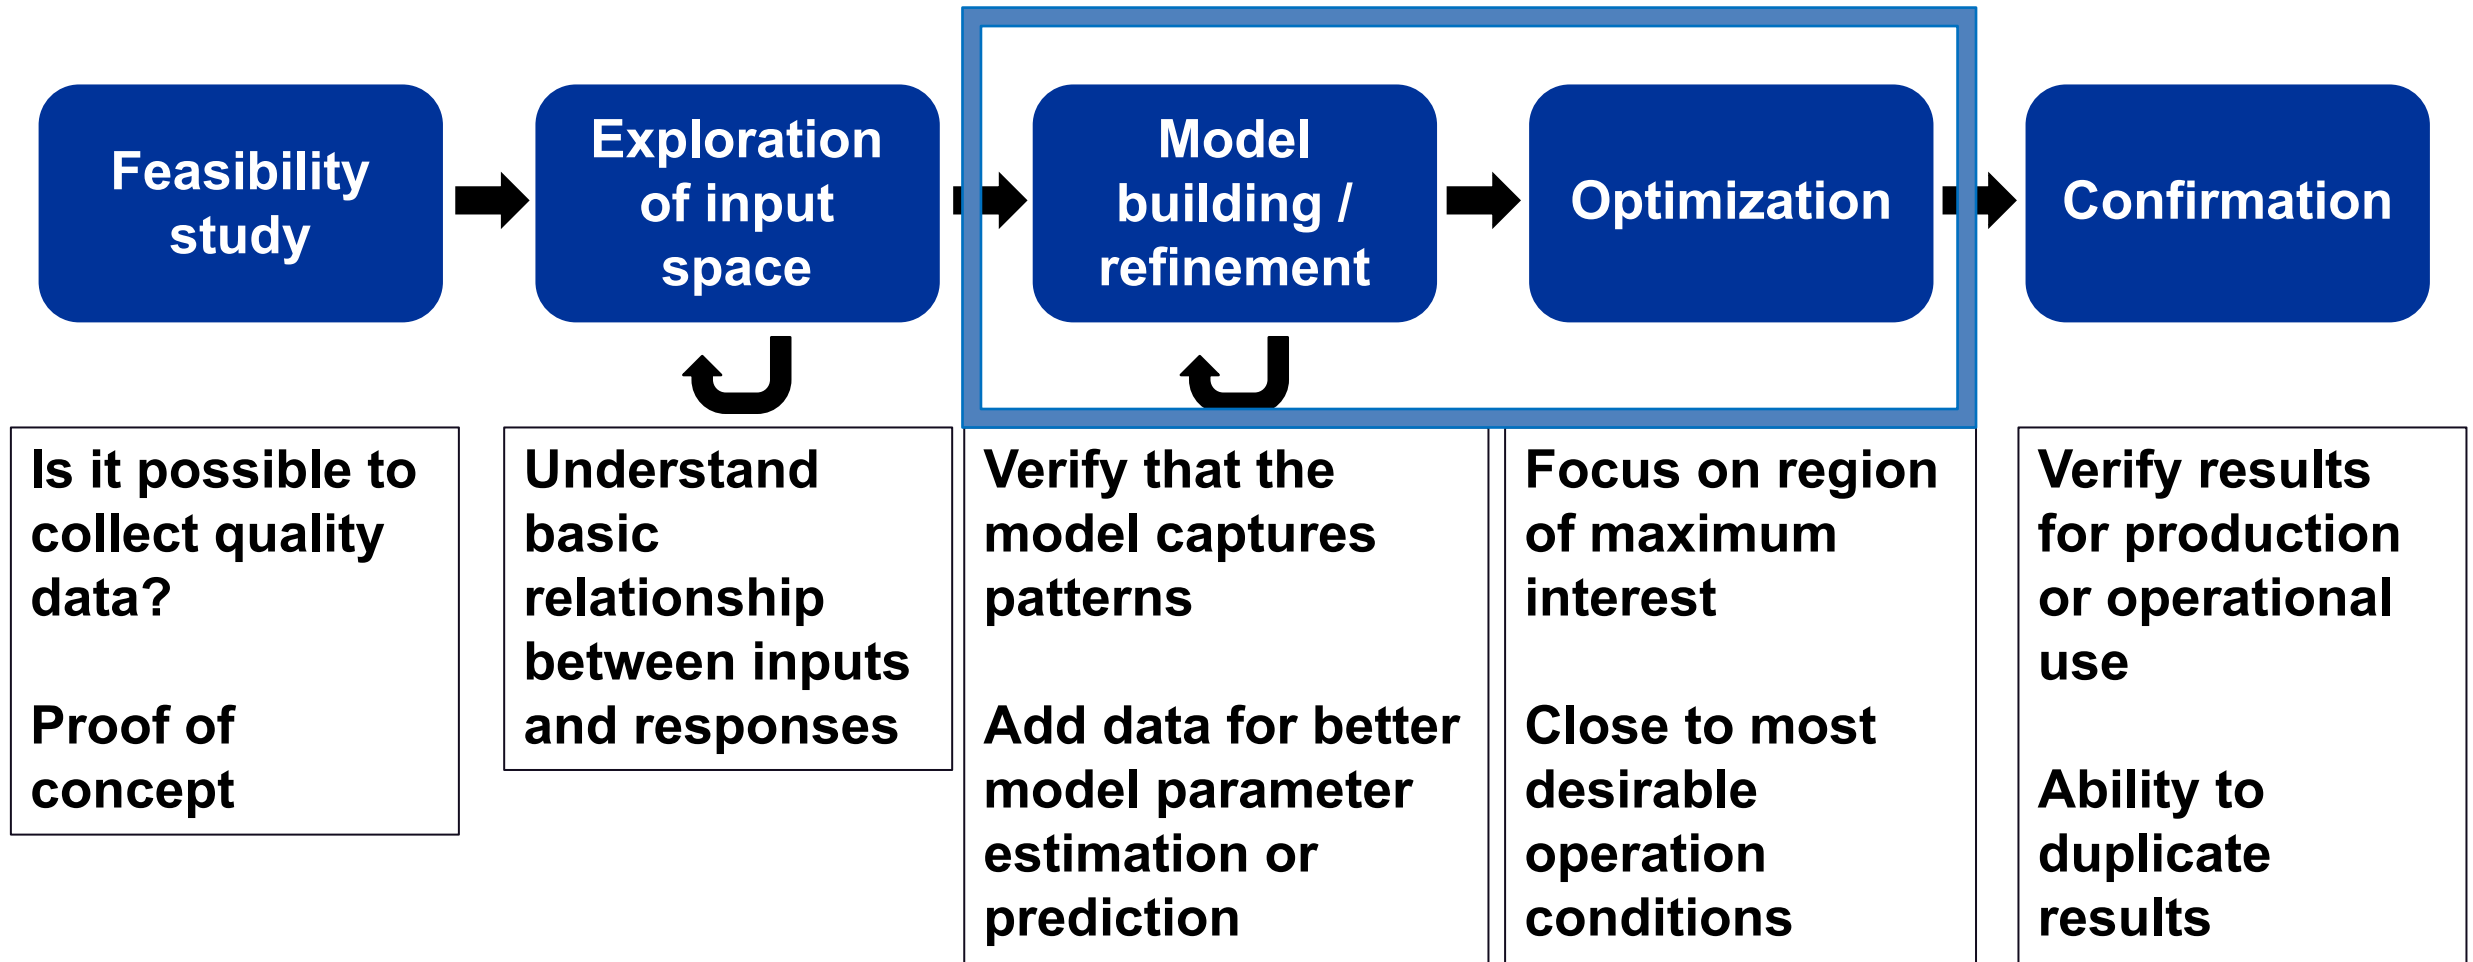 Feasibility
study
Exploration
of input
space
Model
building /
refinement
Optimization
Confirmation
Is it possible to
collect quality
data?
Proof of
concept
Understand
basic
relationship
between inputs
and responses
Verify that the
model captures
patterns
Add data for better
model parameter
estimation or
prediction
Focus on region
of maximum
interest
Close to most
desirable
operation
conditions
Verify results
for production
or operational
use
Ability to
duplicate
results